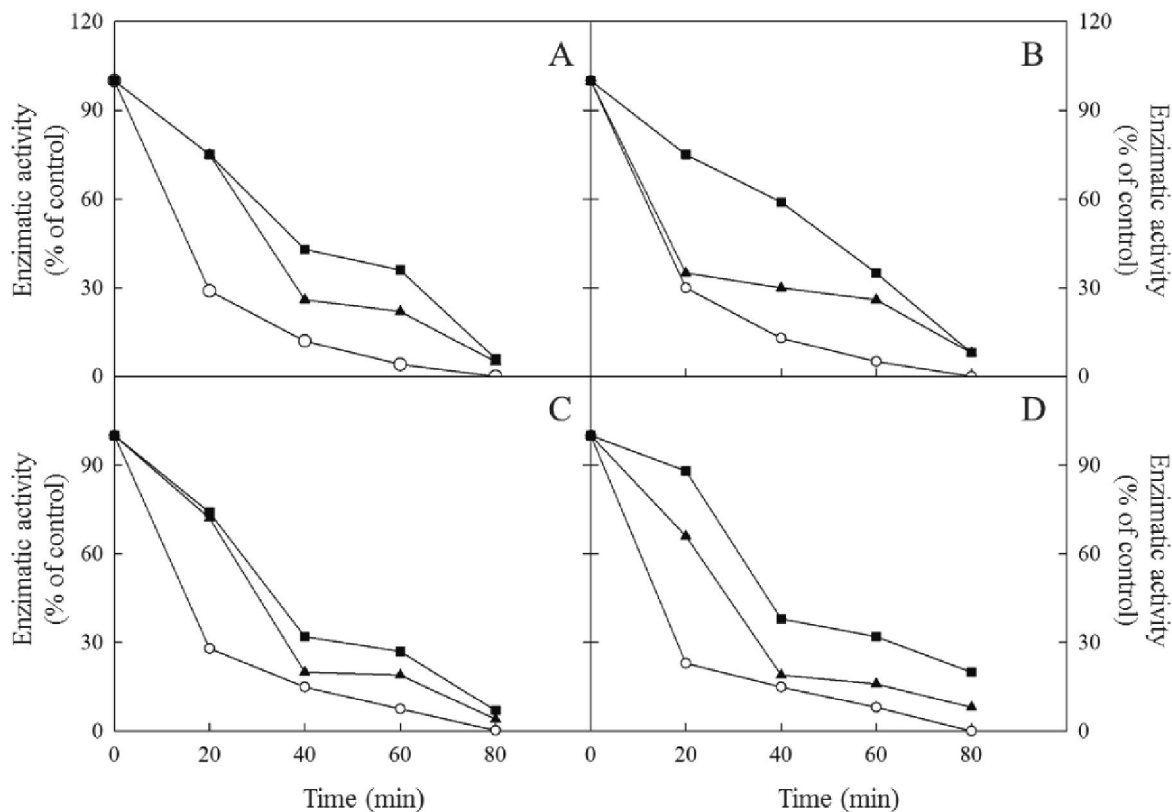 120
90
60
30
0
Enzimatic activity
(% of control)
A
B
120
90
60
30
0
Enzimatic activity
(% of control)
90
60
30
0
Enzimatic activity
(% of control)
C
D
90
60
30
0
Enzimatic activity
(% of control)
0 20 40 60 80
0 20 40 60 80
Time (min)
Time (min)